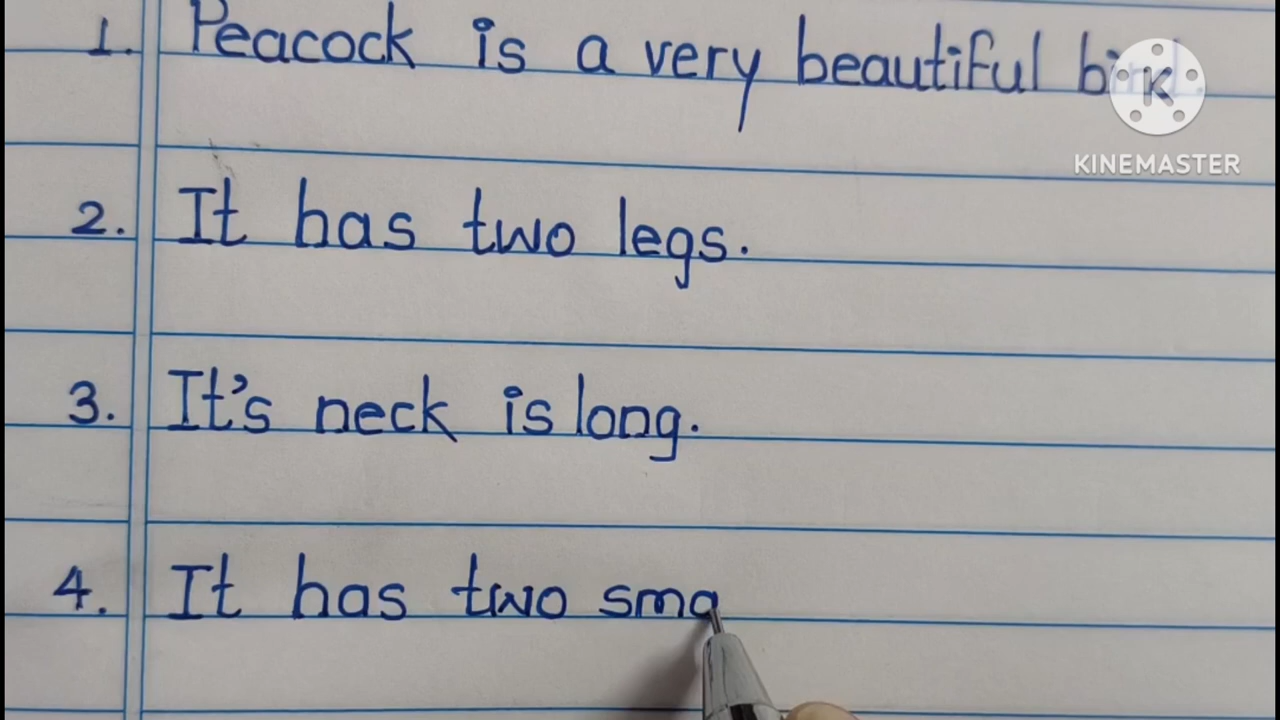 1. Peacock is a very beautiful bird.
KINEMASTER
2. It has two legs.
3. It's neck is long.
4. It has two sma